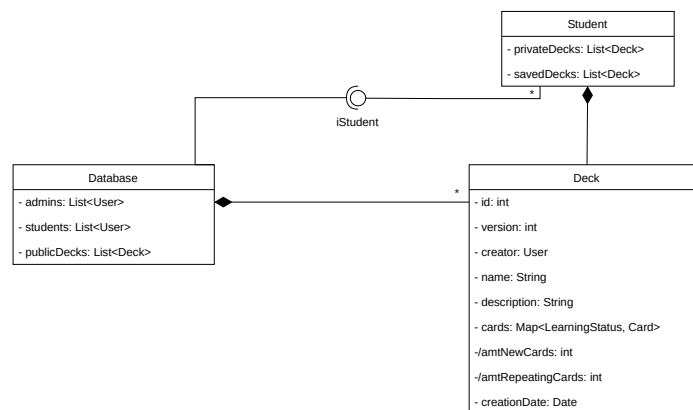 Student
- privateDecks: List<Deck>
- savedDecks: List<Deck>
*
iStudent
Database
- admins: List<User>
- students: List<User>
- publicDecks: List<Deck>
*
Deck
- id: int
- version: int
- creator: User
- name: String
- description: String
- cards: Map<LearningStatus, Card>
-/amtNewCards: int
-/amtRepeatingCards: int
- creationDate: Date